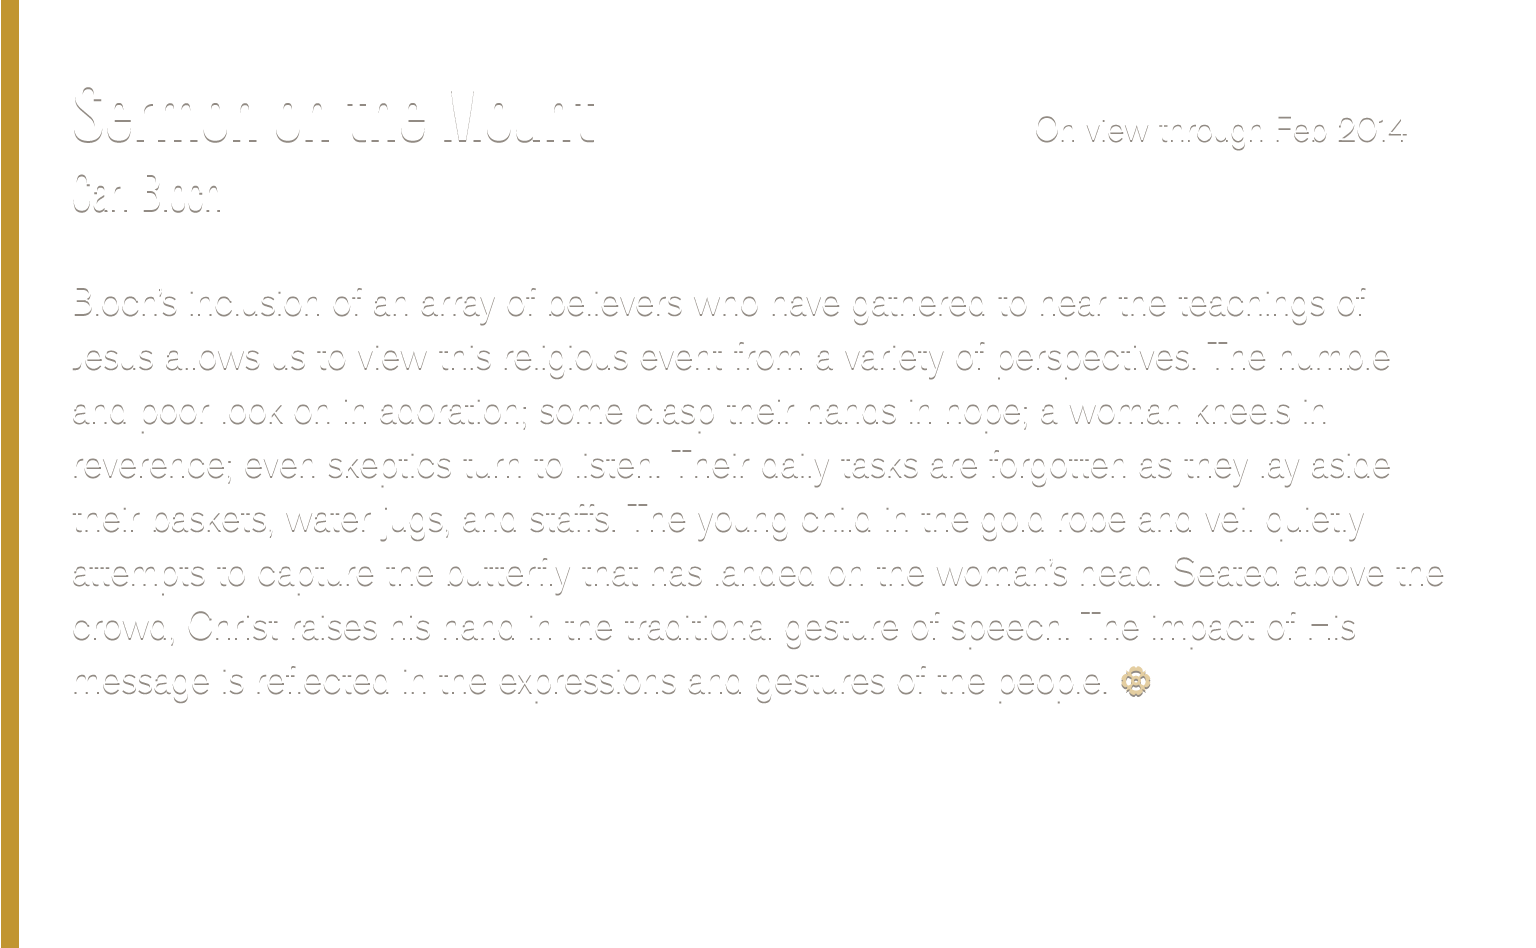 Sermon on the Mount
On view through Feb 2014
Carl Bloch
Bloch's inclusion of an array of believers who have gathered to hear the teachings of
Jesus allows us to view this religious event from a variety of perspectives. The humble
and poor look on in adoration; some clasp their hands in hope; a woman kneels in
reverence; even skeptics turn to listen. Their daily tasks are forgotten as they lay aside
their baskets, water jugs, and staffs. The young child in the gold robe and veil quietly
attempts to capture the butterfly that has landed on the woman's head. Seated above the
crowd, Christ raises his hand in the traditional gesture of speech. The impact of His
message is reflected in the expressions and gestures of the people.